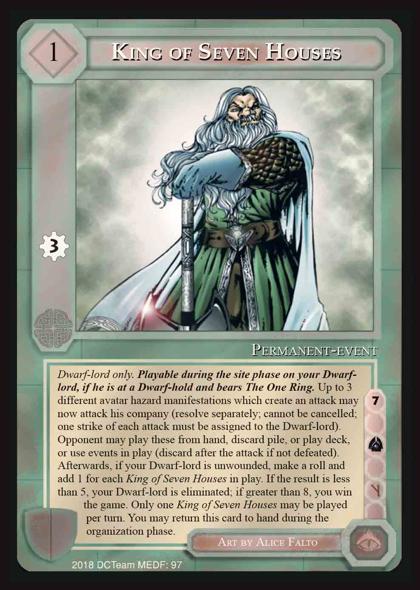 1
King of Seven Houses
3
Permanent-event
Dwarf-lord only. Playable during the site phase on your Dwarf-
lord, if he is at a Dwarf-hold and bears The One Ring. Up to 3
different avatar hazard manifestations which create an attack may
now attack his company (resolve separately; cannot be cancelled;
one strike of each attack must be assigned to the Dwarf-lord).
Opponent may play these from hand, discard pile, or play deck,
or use events in play (discard after the attack if not defeated).
Afterwards, if your Dwarf-lord is unwounded, make a roll and
add 1 for each King of Seven Houses in play. If the result is less
than 5, your Dwarf-lord is eliminated; if greater than 8, you win
the game. Only one King of Seven Houses may be played
per turn. You may return this card to hand during the
organization phase.
7
Art by Alice Falto
2018 DCTeam MEDF: 97